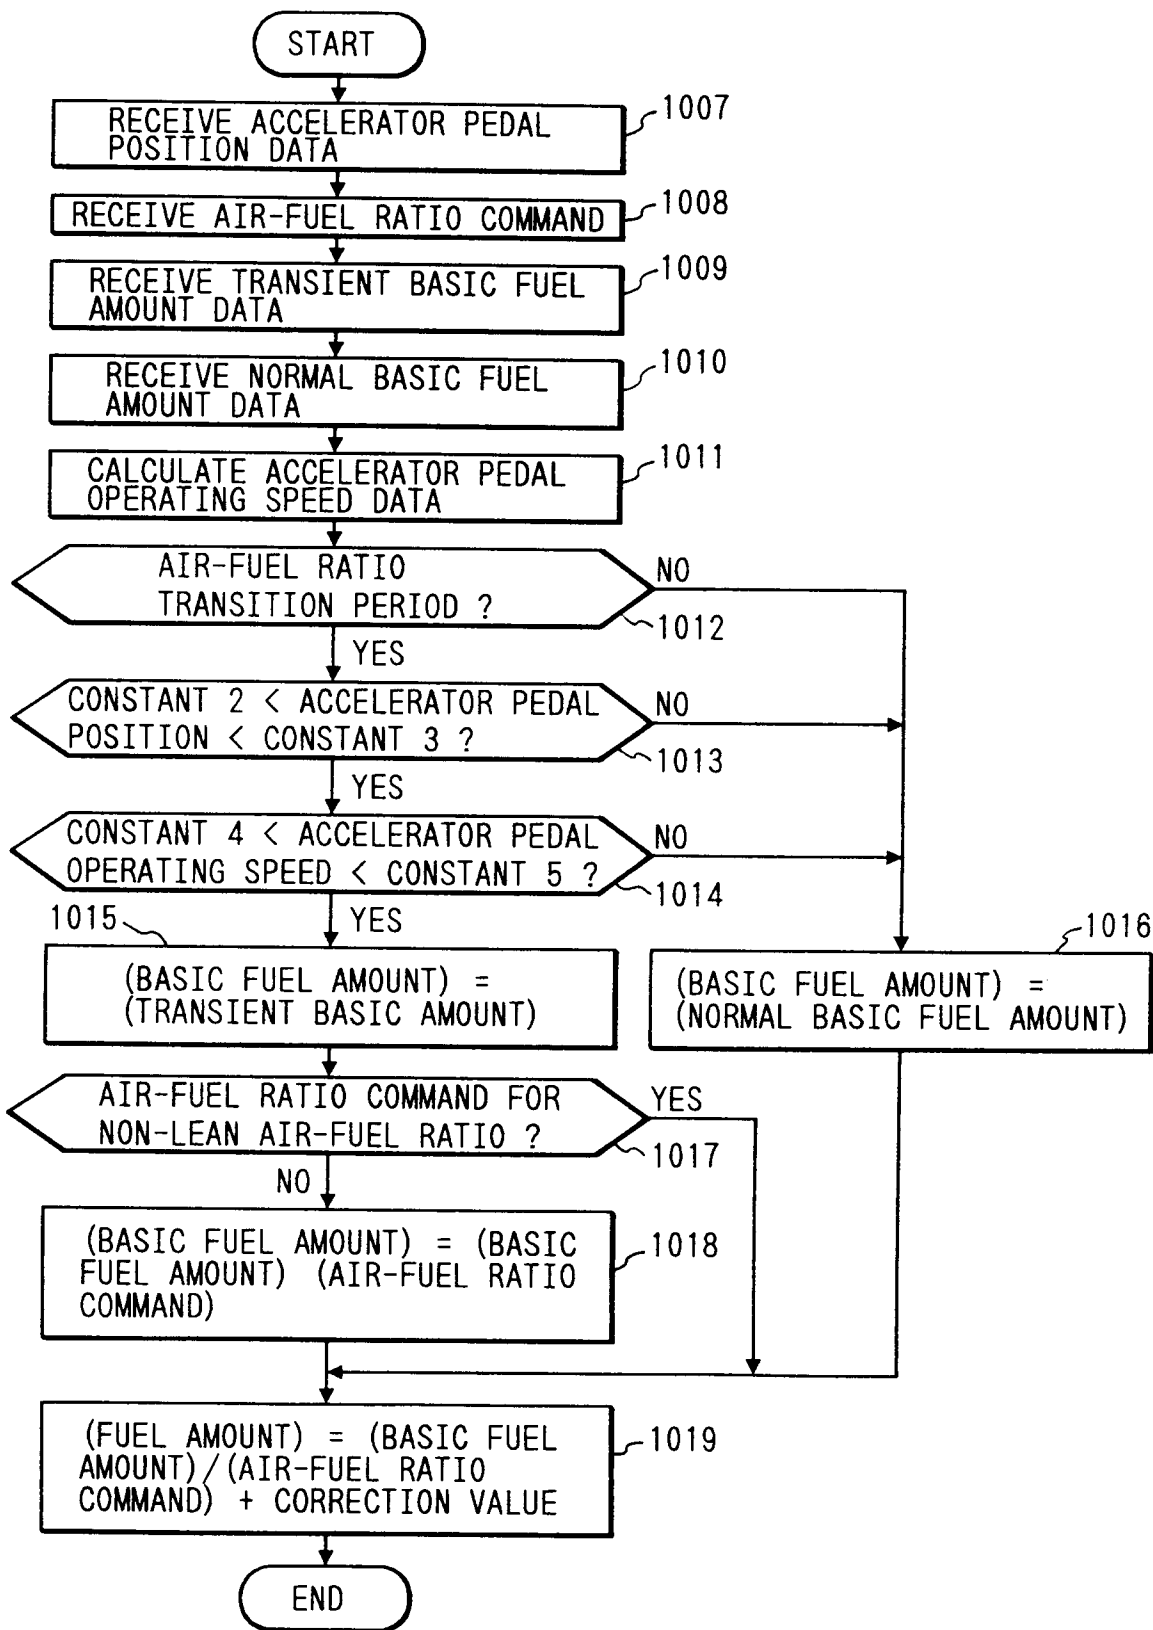 START
RECEIVE ACCELERATOR PEDAL
POSITION DATA
1007
RECEIVE AIR-FUEL RATIO COMMAND
1008
RECEIVE TRANSIENT BASIC FUEL
AMOUNT DATA
1009
RECEIVE NORMAL BASIC FUEL
AMOUNT DATA
1010
CALCULATE ACCELERATOR PEDAL
OPERATING SPEED DATA
1011
AIR-FUEL RATIO
TRANSITION PERIOD ?
NO
1012
YES
CONSTANT 2 < ACCELERATOR PEDAL
POSITION < CONSTANT 3 ?
NO
1013
YES
CONSTANT 4 < ACCELERATOR PEDAL
OPERATING SPEED < CONSTANT 5 ?
NO
1014
YES
1015
(BASIC FUEL AMOUNT) =
(TRANSIENT BASIC AMOUNT)
1016
(BASIC FUEL AMOUNT) =
(NORMAL BASIC FUEL AMOUNT)
AIR-FUEL RATIO COMMAND FOR
NON-LEAN AIR-FUEL RATIO ?
YES
1017
NO
(BASIC FUEL AMOUNT) = (BASIC
FUEL AMOUNT) (AIR-FUEL RATIO
COMMAND)
1018
(FUEL AMOUNT) = (BASIC FUEL
AMOUNT)/(AIR-FUEL RATIO
COMMAND) + CORRECTION VALUE
1019
END